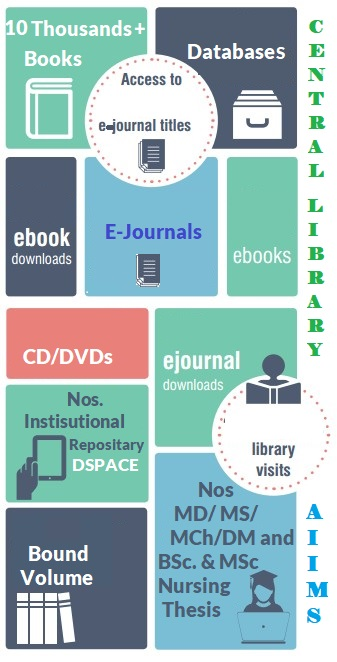 10 Thousands+
Books
Databases
Access to
e-journal titles
ebook
downloads
E-Journals
ebooks
CD/DVDs
ejournal
downloads
Nos.
Instisutional
Repositary
DSPACE
library
visits
Bound
Volume
Nos
MD/ MS/
MCh/DM and
BSc. & MSc
Nursing
Thesis
CENTRAL LIBRARY
AIIMS